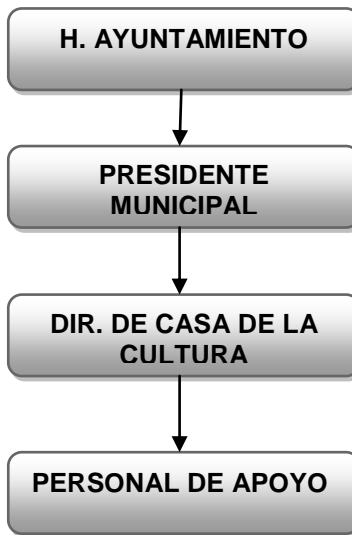 H. AYUNTAMIENTO
PRESIDENTE
MUNICIPAL
DIR. DE CASA DE LA
CULTURA
PERSONAL DE APOYO